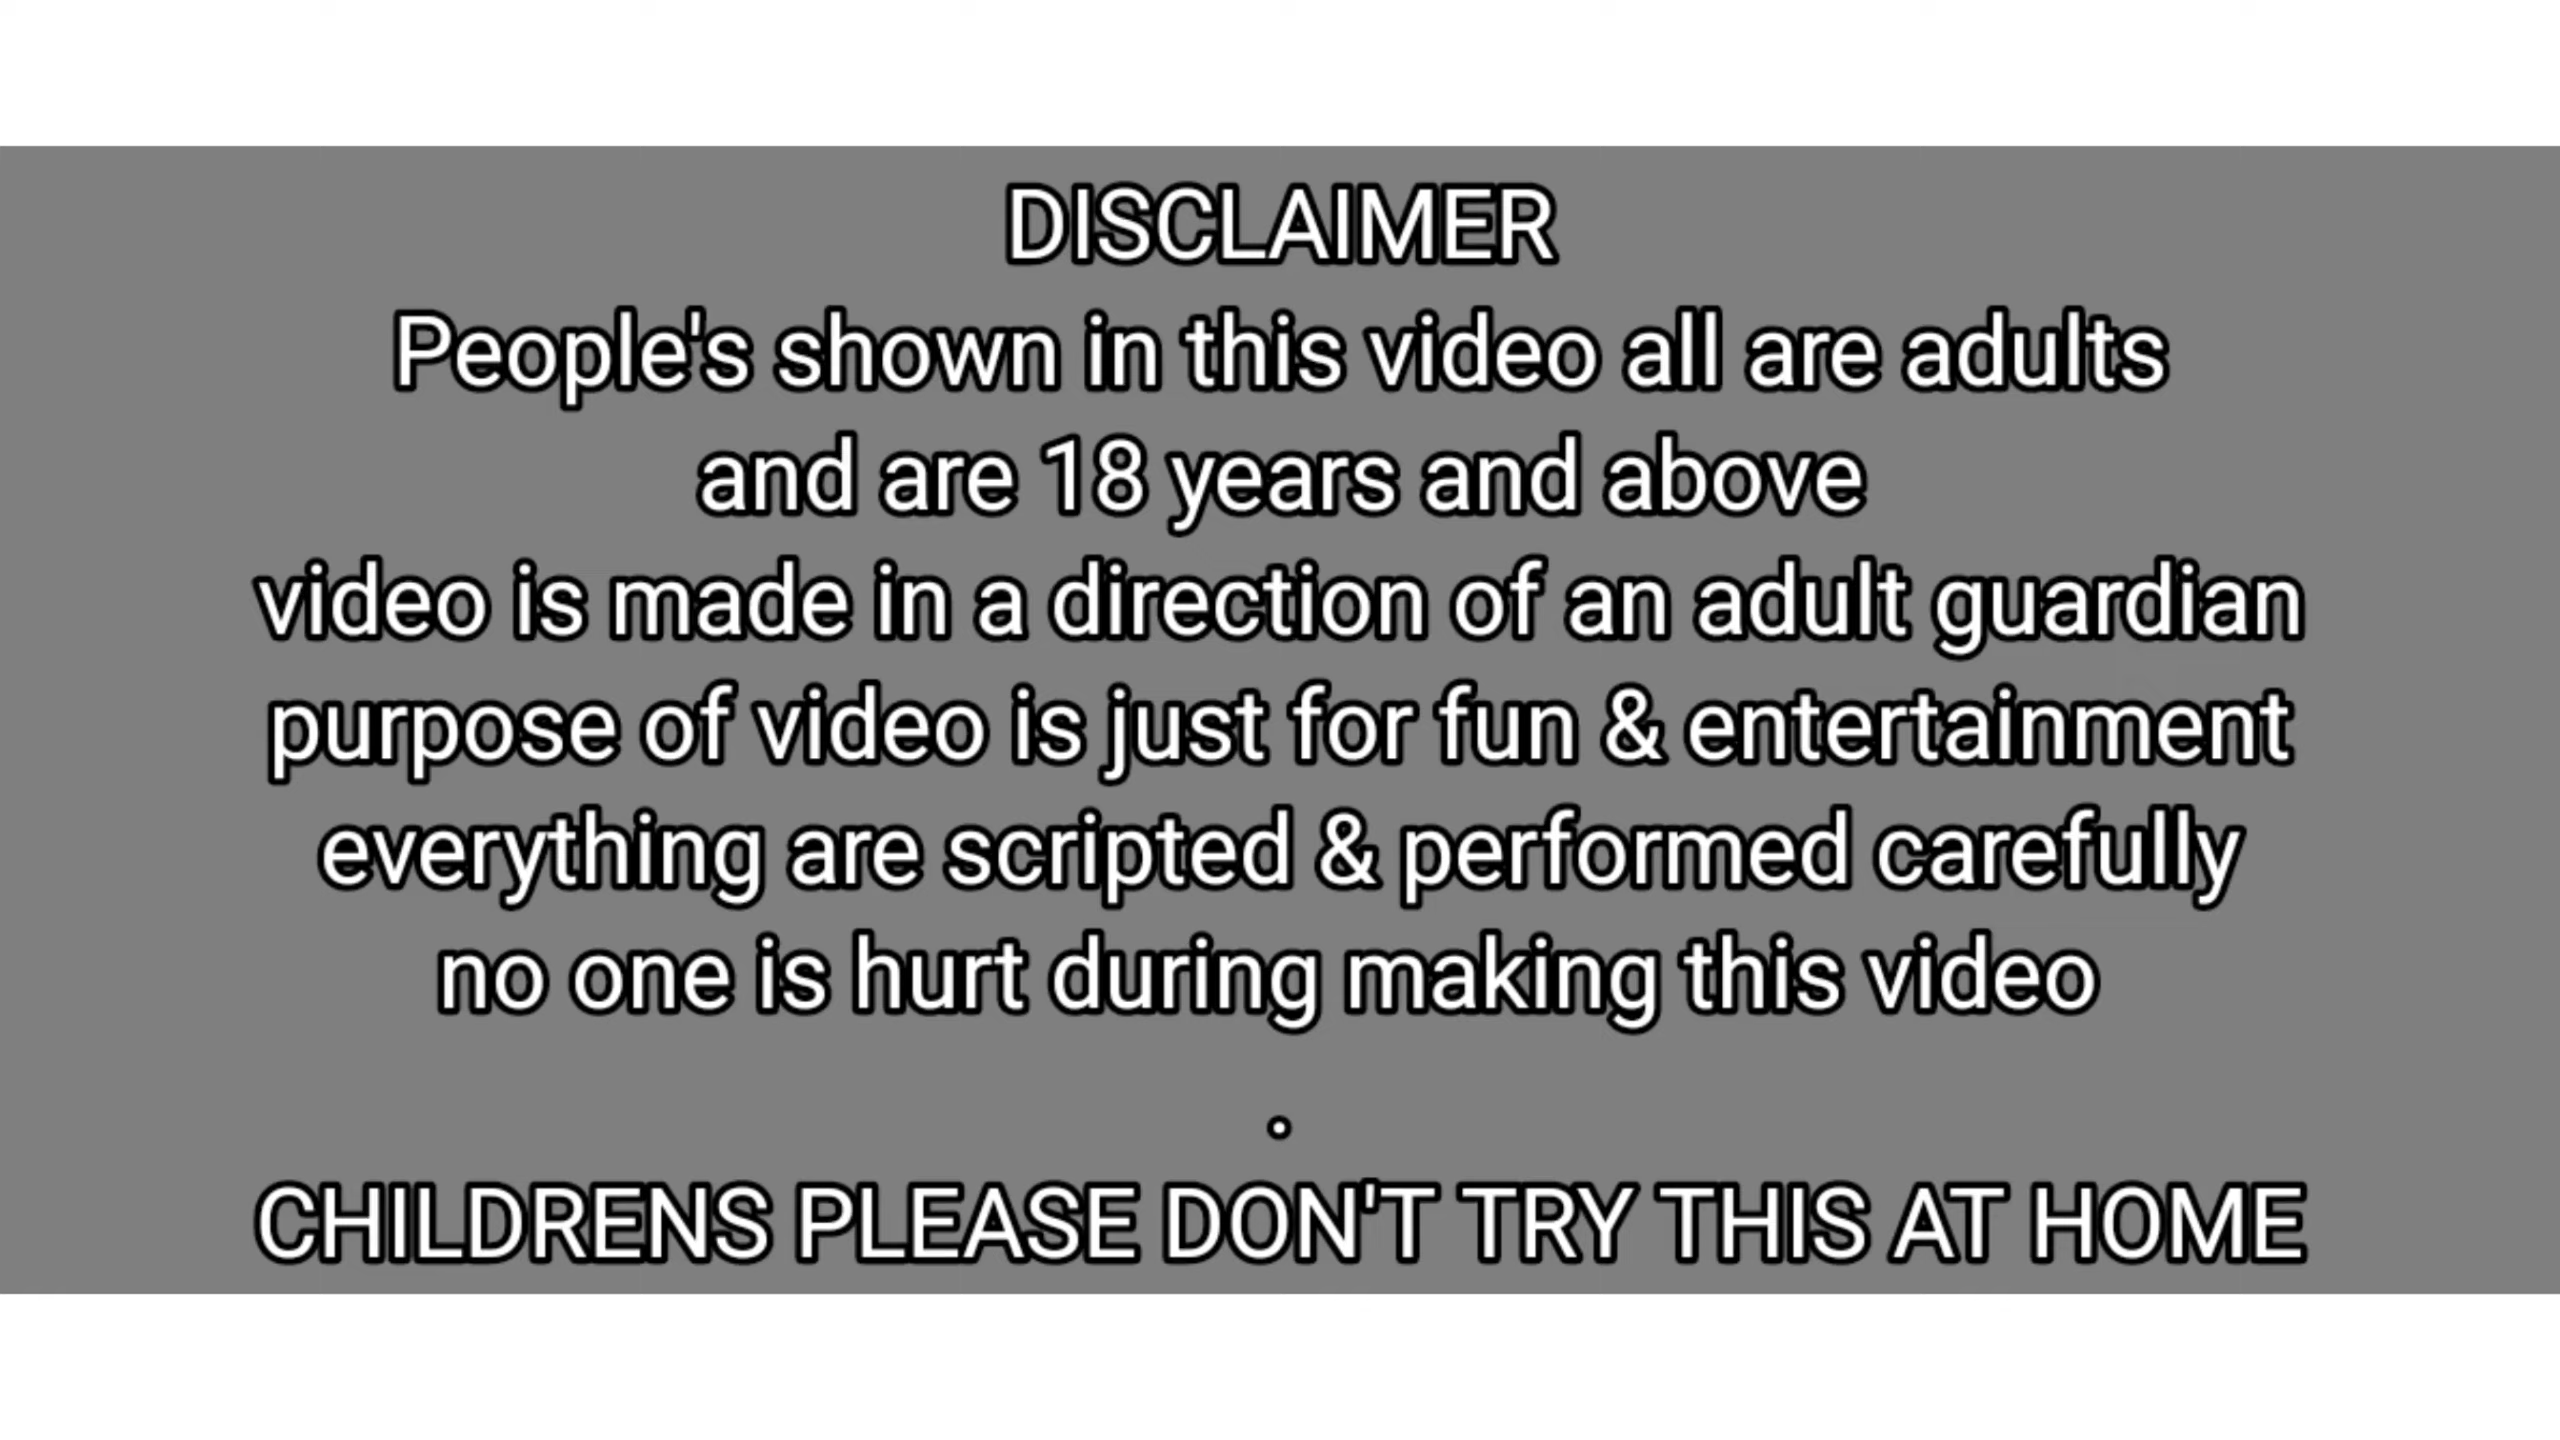 DISCLAIMER
People's shown in this video all are adults
and are 18 years and above
video is made in a direction of an adult guardian
purpose of video is just for fun & entertainment
everything are scripted & performed carefully
no one is hurt during making this video
.
CHILDRENS PLEASE DON'T TRY THIS AT HOME